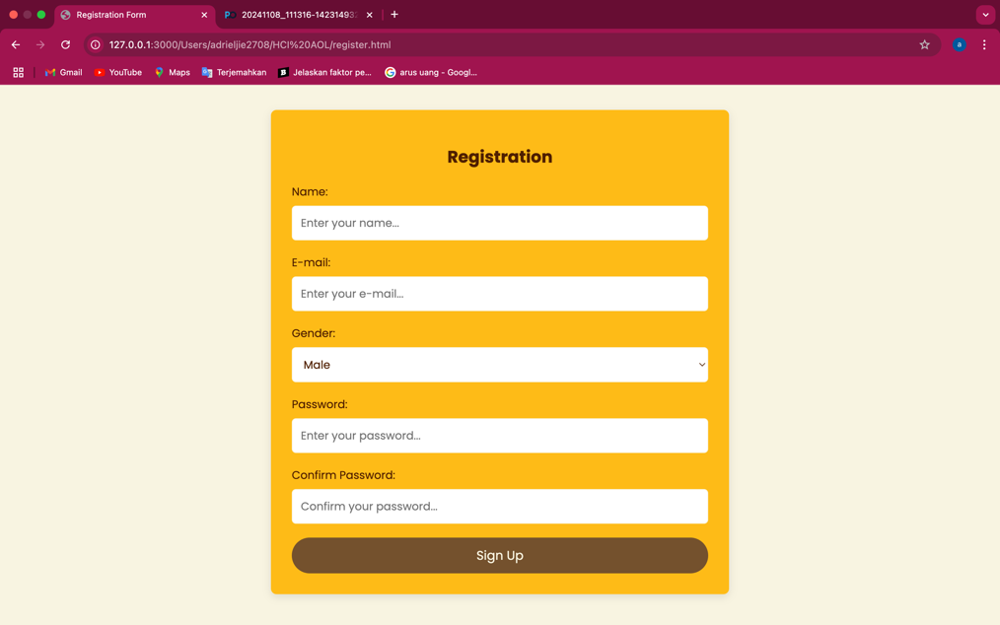 Registration Form
20241108_111316-1423149
127.0.0.1:3000/Users/adrieljie2708/HCI%20AOL/register.html
a
Gmail
YouTube
Maps
Terjemahkan
Jelaskan faktor pe...
arus uang - Googl...
Registration
Name:
Enter your name...
E-mail:
Enter your e-mail...
Gender:
Male
Password:
Enter your password...
Confirm Password:
Confirm your password...
Sign Up